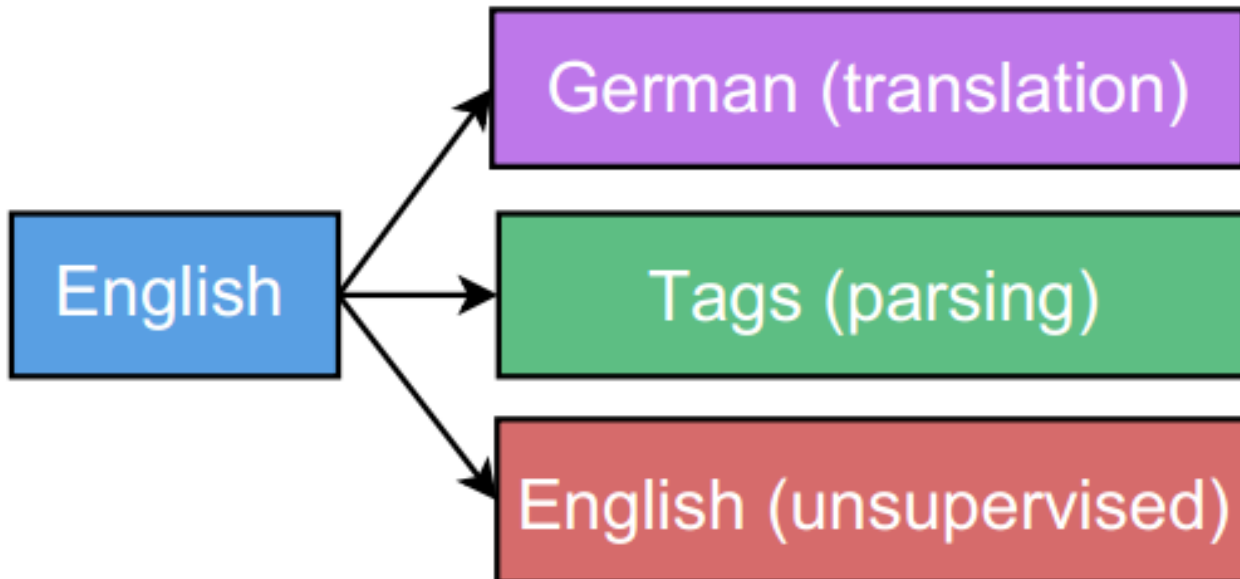 German (translation)
English
Tags (parsing)
English (unsupervised)